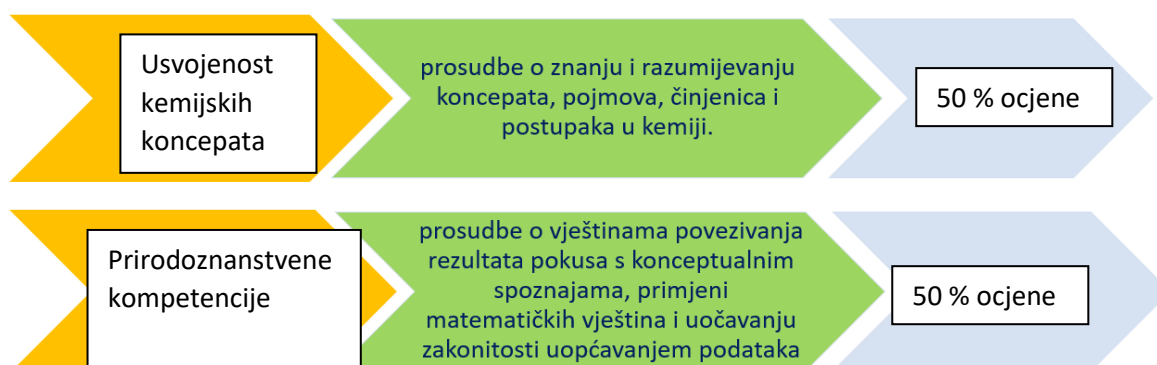 Usvojenost
kemijskih
koncepata
prosudbe o znanju i razumijevanju
koncepata, pojmova, činjenica i
postupaka u kemiji.
50 % ocjene
Prirodoznanstvene
kompetencije
prosudbe o vještinama povezivanja
rezultata pokusa s konceptualnim
spoznajama, primjeni
matematičkih vještina i uočavanju
zakonitosti uopćavanjem podataka
50 % ocjene